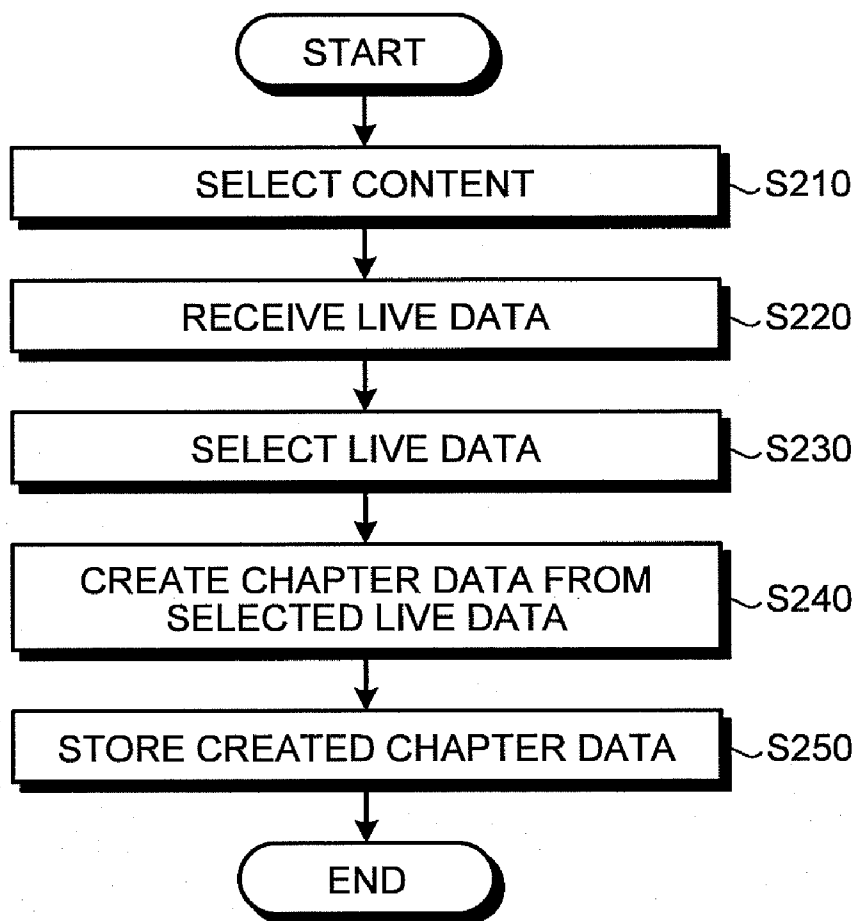 START
SELECT CONTENT
S210
RECEIVE LIVE DATA
S220
SELECT LIVE DATA
S230
CREATE CHAPTER DATA FROM
SELECTED LIVE DATA
S240
STORE CREATED CHAPTER DATA
S250
END